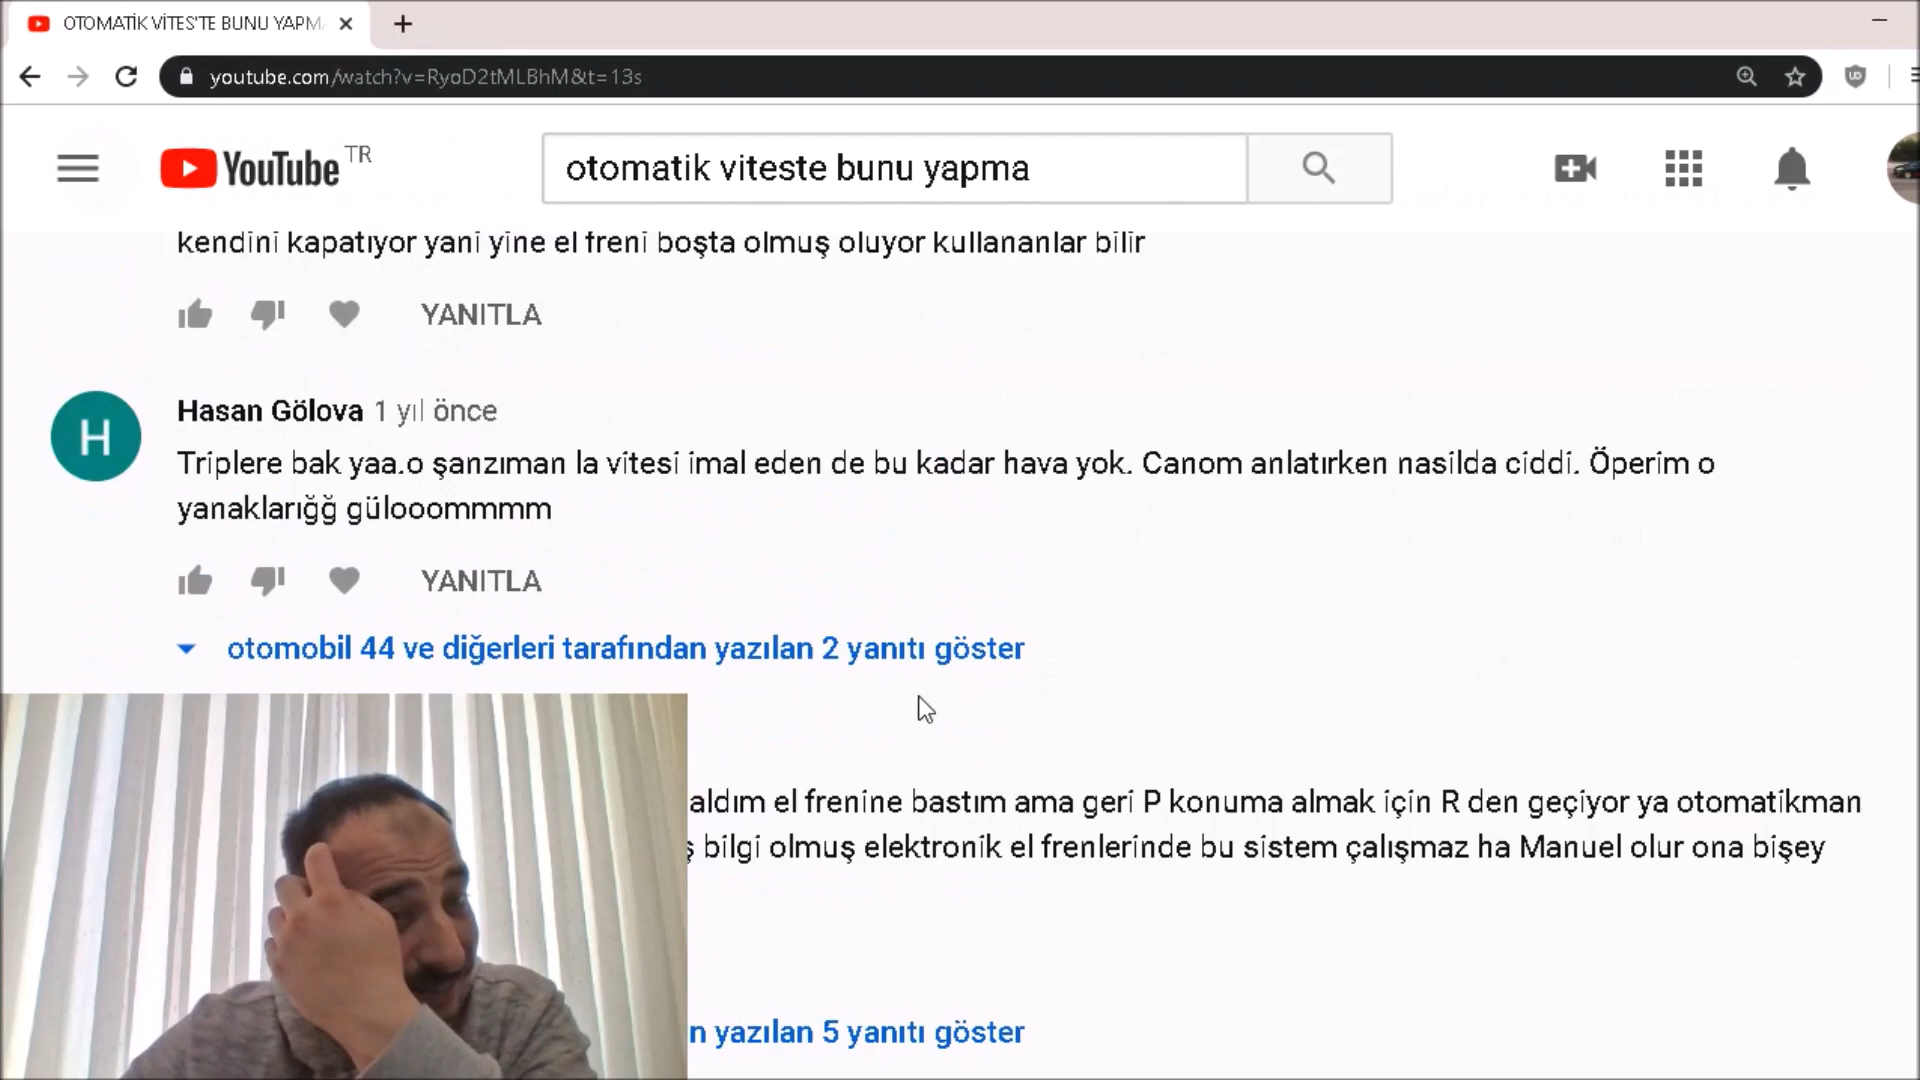 OTOMATİK VİTES'TE BUNU YAPM
youtube.com/watch?v=RyoD2tMLBhM&t=13s
YouTube TR
otomatik viteste bunu yapma
kendini kapatıyor yani yine el freni boşta olmuş oluyor kullananlar bilir
YANITLA
H
Hasan Gölova 1 yıl önce
Triplere bak yaa.o şanzıman la vitesi imal eden de bu kadar hava yok. Canom anlatırken nasilda ciddi. Öperim o
yanaklarığğ gülooommmm
YANITLA
otomobil 44 ve diğerleri tarafından yazılan 2 yanıtı göster
aldım el frenine bastım ama geri P konuma almak için R den geçiyor ya otomatikman
ş bilgi olmuş elektronik el frenlerinde bu sistem çalışmaz ha Manuel olur ona bişey
n yazılan 5 yanıtı göster